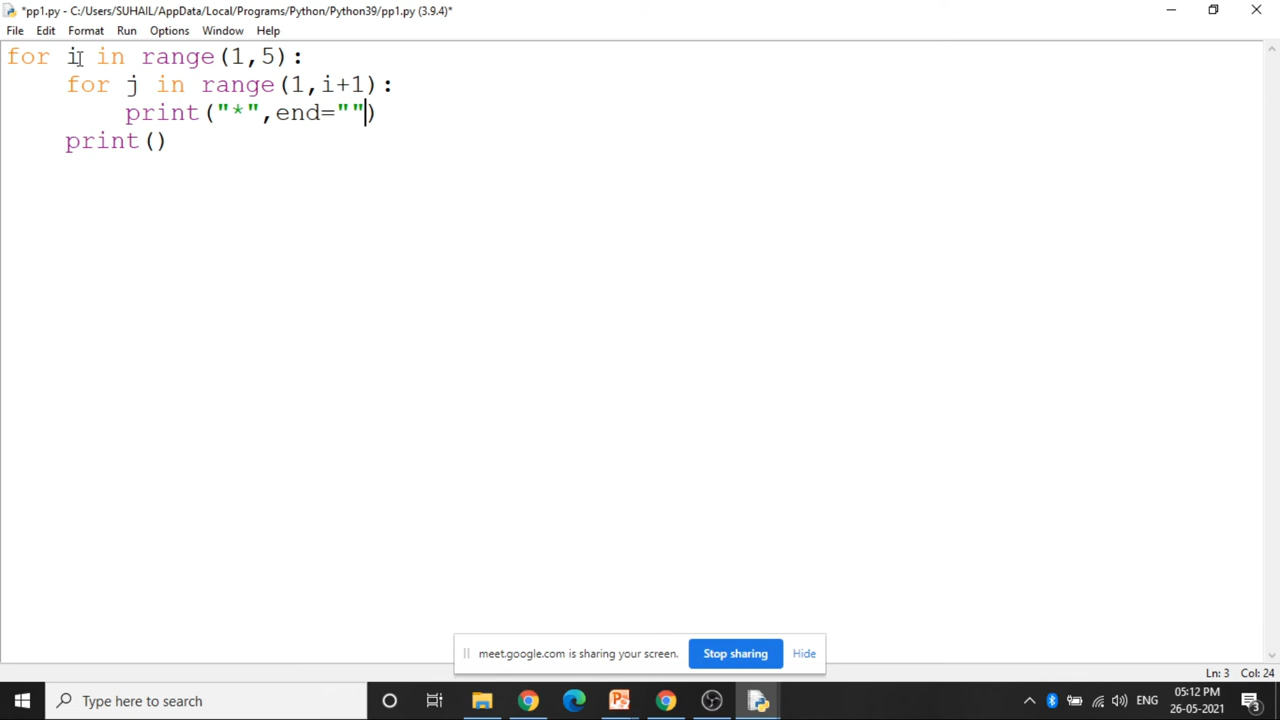 *pp1.py - C:/Users/SUHAIL/AppData/Local/Programs/Python/Python39/pp1.py (3.9.4)*
File Edit Format Run Options Window Help
for i in range(1,5):
    for j in range(1,i+1):
        print("*",end="")
    print()
meet.google.com is sharing your screen. Stop sharing Hide
Ln: 3 Col: 24
Type here to search
ENG
05:12 PM
26-05-2021
3